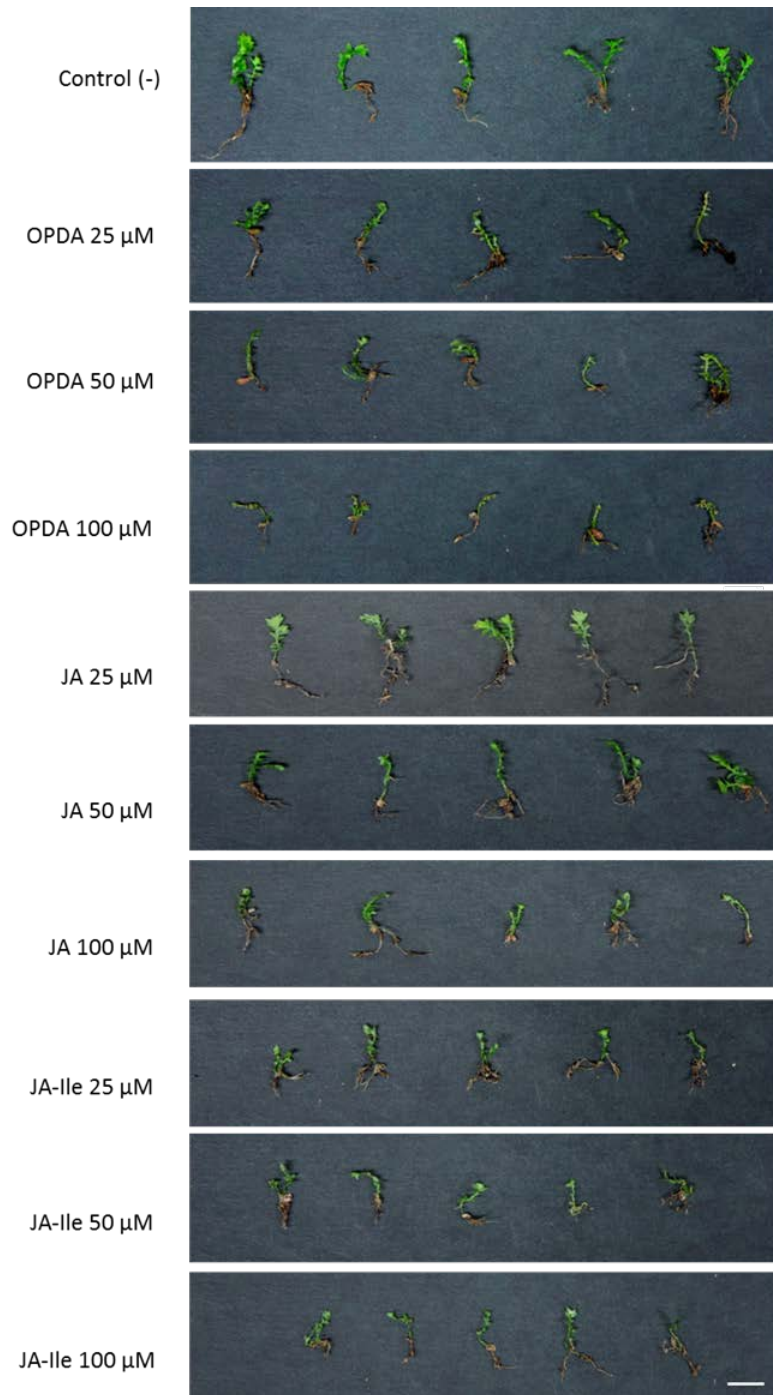 Control (-)
OPDA 25 µM
OPDA 50 µM
OPDA 100 µM
JA 25 µM
JA 50 µM
JA 100 µM
JA-Ile 25 µM
JA-Ile 50 µM
JA-Ile 100 µM